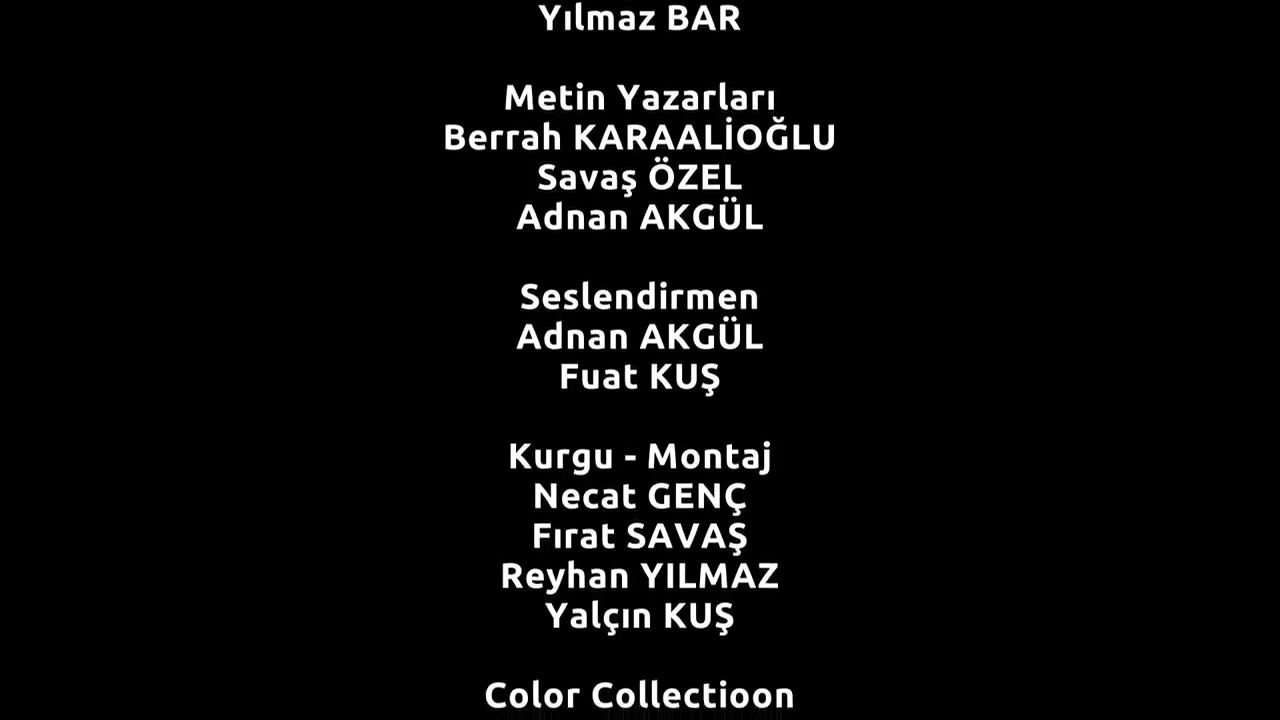 Yılmaz BAR
Metin Yazarları
Berrah KARAALİOĞLU
Savaş ÖZEL
Adnan AKGÜL
Seslendirmen
Adnan AKGÜL
Fuat KUŞ
Kurgu - Montaj
Necat GENÇ
Fırat SAVAŞ
Reyhan YILMAZ
Yalçın KUŞ
Color Collectioon